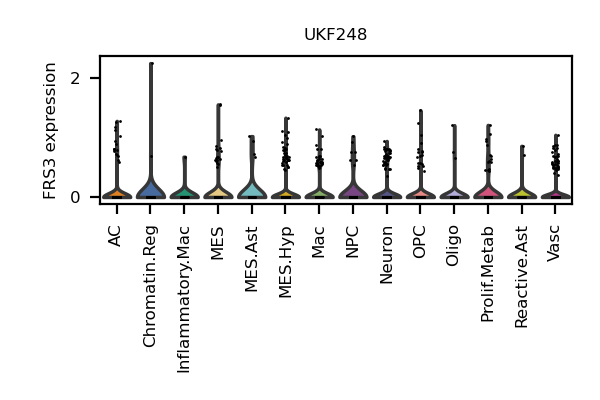 UKF248
FRS3 expression
2
0
AC
Chromatin.Reg
Inflammatory.Mac
MES
MES.Ast
MES.Hyp
Mac
NPC
Neuron
OPC
Oligo
Prolif.Metab
Reactive.Ast
Vasc